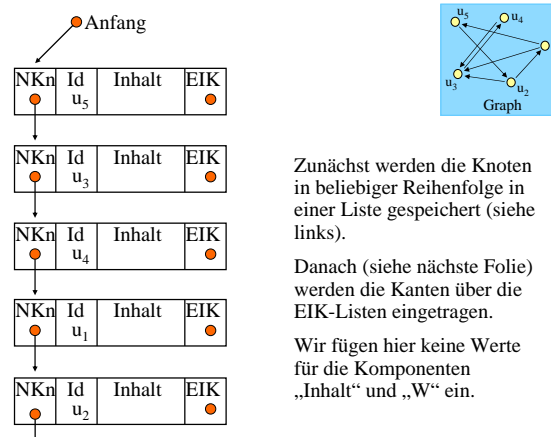 Anfang
NKn Id Inhalt EIK
u5
NKn Id Inhalt EIK
u3
NKn Id Inhalt EIK
u4
NKn Id Inhalt EIK
u1
NKn Id Inhalt EIK
u2
u5
u4
u3
u2
Graph
Zunächst werden die Knoten
in beliebiger Reihenfolge in
einer Liste gespeichert (siehe
links).
Danach (siehe nächste Folie)
werden die Kanten über die
EIK-Listen eingetragen.
Wir fügen hier keine Werte
für die Komponenten
„Inhalt“ und „W“ ein.